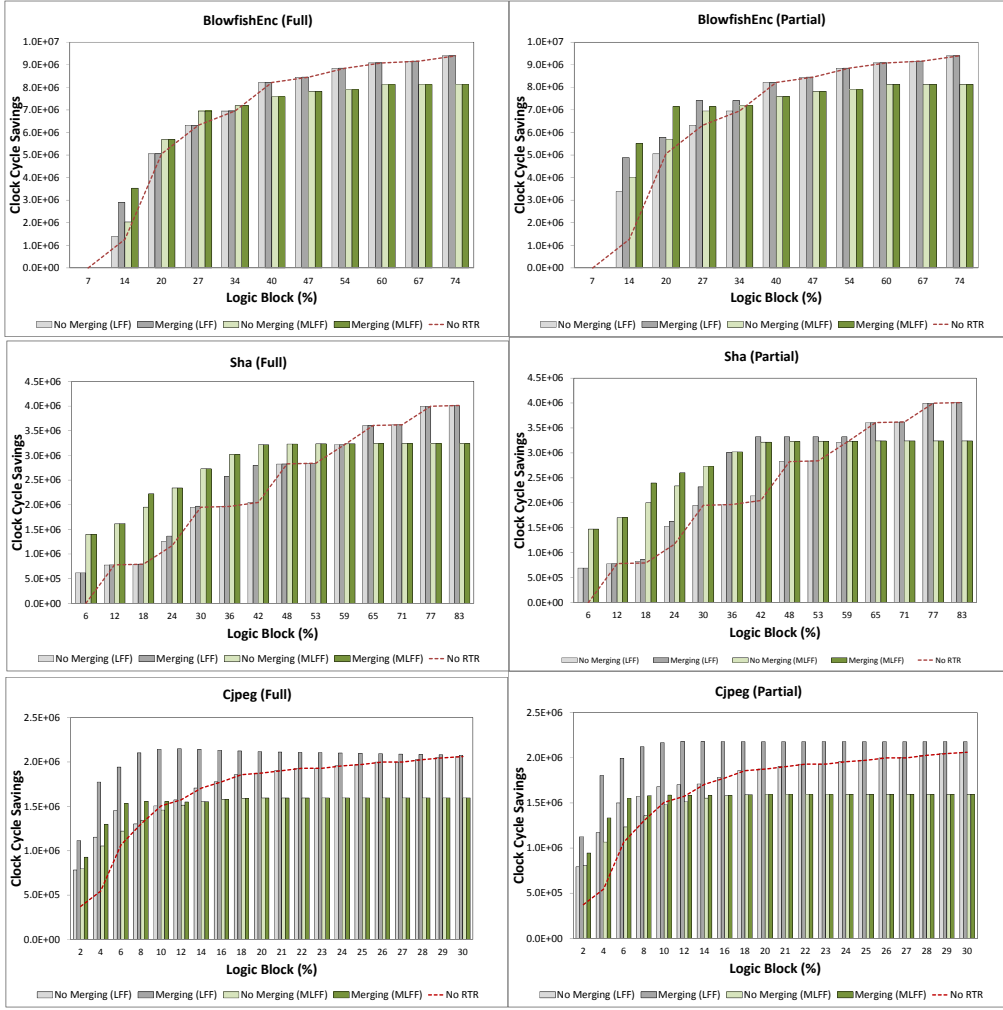 BlowfishEnc (Full)
Clock Cycle Savings
1.0E+07
9.0E+06
8.0E+06
7.0E+06
6.0E+06
5.0E+06
4.0E+06
3.0E+06
2.0E+06
1.0E+06
0.0E+00
7 14 20 27 34 40 47 54 60 67 74
Logic Block (%)
No Merging (LFF) Merging (LFF) No Merging (MLFF) Merging (MLFF) No RTR
BlowfishEnc (Partial)
Clock Cycle Savings
1.0E+07
9.0E+06
8.0E+06
7.0E+06
6.0E+06
5.0E+06
4.0E+06
3.0E+06
2.0E+06
1.0E+06
0.0E+00
7 14 20 27 34 40 47 54 60 67 74
Logic Block (%)
No Merging (LFF) Merging (LFF) No Merging (MLFF) Merging (MLFF) No RTR
Sha (Full)
Clock Cycle Savings
4.5E+06
4.0E+06
3.5E+06
3.0E+06
2.5E+06
2.0E+06
1.5E+06
1.0E+06
5.0E+05
0.0E+00
6 12 18 24 30 36 42 48 53 59 65 71 77 83
Logic Block (%)
No Merging (LFF) Merging (LFF) No Merging (MLFF) Merging (MLFF) No RTR
Sha (Partial)
Clock Cycle Savings
4.5E+06
4.0E+06
3.5E+06
3.0E+06
2.5E+06
2.0E+06
1.5E+06
1.0E+06
5.0E+05
0.0E+00
6 12 18 24 30 36 42 48 53 59 65 71 77 83
Logic Block (%)
No Merging (LFF) Merging (LFF) No Merging (MLFF) Merging (MLFF) No RTR
Cjpeg (Full)
Clock Cycle Savings
2.5E+06
2.0E+06
1.5E+06
1.0E+06
5.0E+05
0.0E+00
2 4 6 8 10 12 14 16 18 20 21 22 23 24 25 26 27 28 29 30
Logic Block (%)
No Merging (LFF) Merging (LFF) No Merging (MLFF) Merging (MLFF) No RTR
Cjpeg (Partial)
Clock Cycle Savings
2.5E+06
2.0E+06
1.5E+06
1.0E+06
5.0E+05
0.0E+00
2 4 6 8 10 12 14 16 18 20 21 22 23 24 25 26 27 28 29 30
Logic Block (%)
No Merging (LFF) Merging (LFF) No Merging (MLFF) Merging (MLFF) No RTR